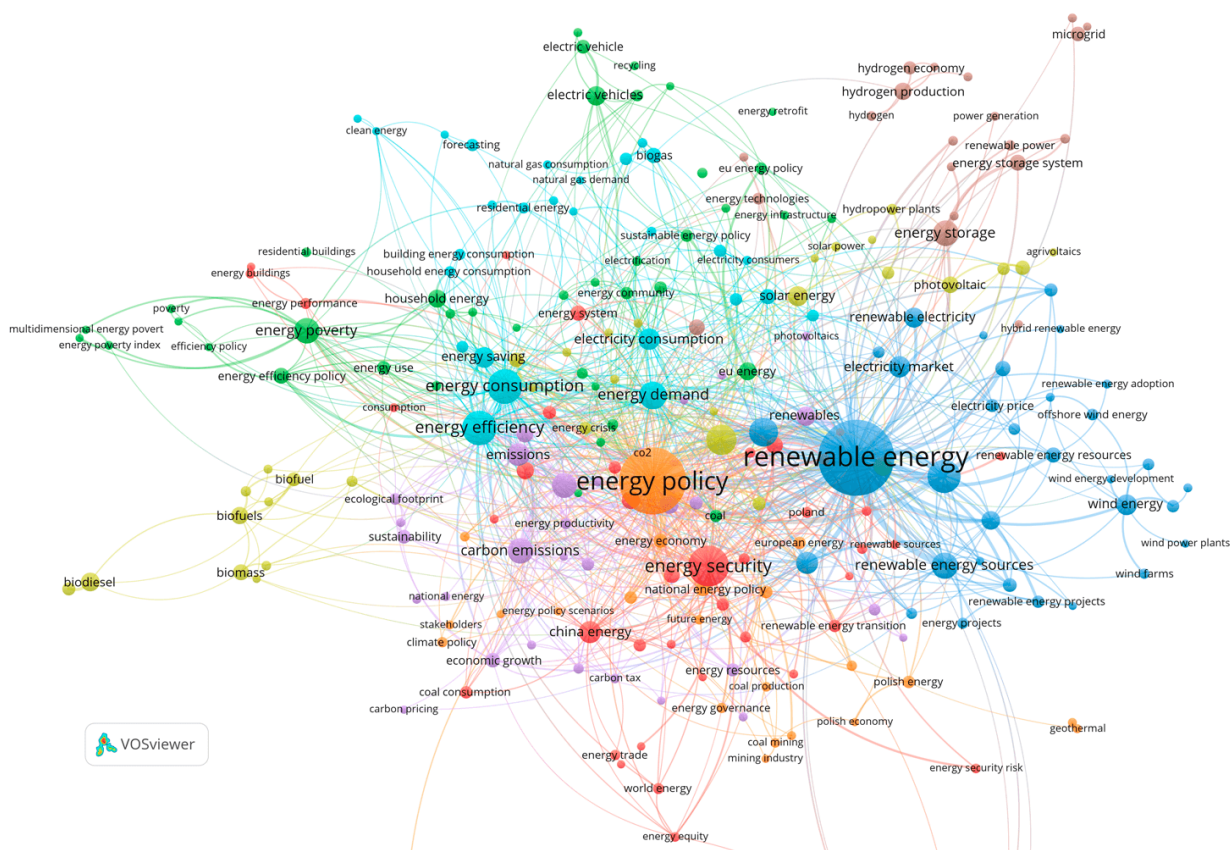 microgrid
electric vehicle
recycling
hydrogen economy
electric vehicles
hydrogen production
energy retrofit
hydrogen
power generation
clean energy
forecasting
renewable power
biogas
natural gas consumption
eu energy policy
energy storage system
natural gas demand
energy technologies
residential energy
hydropower plants
energy infrastructure
sustainable energy policy
energy storage
solar power
residential buildings
building energy consumption
electrification
electricity consumers
agrivoltaics
energy buildings
household energy consumption
photovoltaic
energy community
solar energy
household energy
energy performance
poverty
energy system
renewable electricity
multidimensional energy povert
energy poverty
hybrid renewable energy
photovoltaics
electricity consumption
energy poverty index
efficiency policy
energy saving
electricity market
energy use
eu energy
energy efficiency policy
energy consumption
renewable energy adoption
energy demand
consumption
electricity price
renewables
offshore wind energy
energy efficiency
energy crisis
co2
emissions
renewable energy
renewable energy resources
biofuel
energy policy
wind energy development
ecological footprint
wind energy
biofuels
coal
poland
energy productivity
sustainability
energy economy
european energy
renewable sources
wind power plants
carbon emissions
energy security
renewable energy sources
biomass
wind farms
biodiesel
national energy policy
national energy
renewable energy projects
energy policy scenarios
future energy
stakeholders
renewable energy transition
energy projects
china energy
climate policy
economic growth
energy resources
carbon tax
polish energy
coal production
coal consumption
energy governance
carbon pricing
polish economy
geothermal
coal mining
VOSviewer
energy trade
mining industry
energy security risk
world energy
energy equity